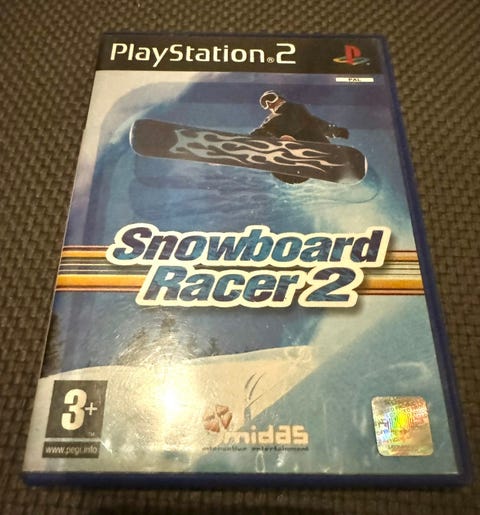 PlayStation®2
PAL
Snowboard
Racer 2
3+
www.pegi.info
midas
interactive entertainment